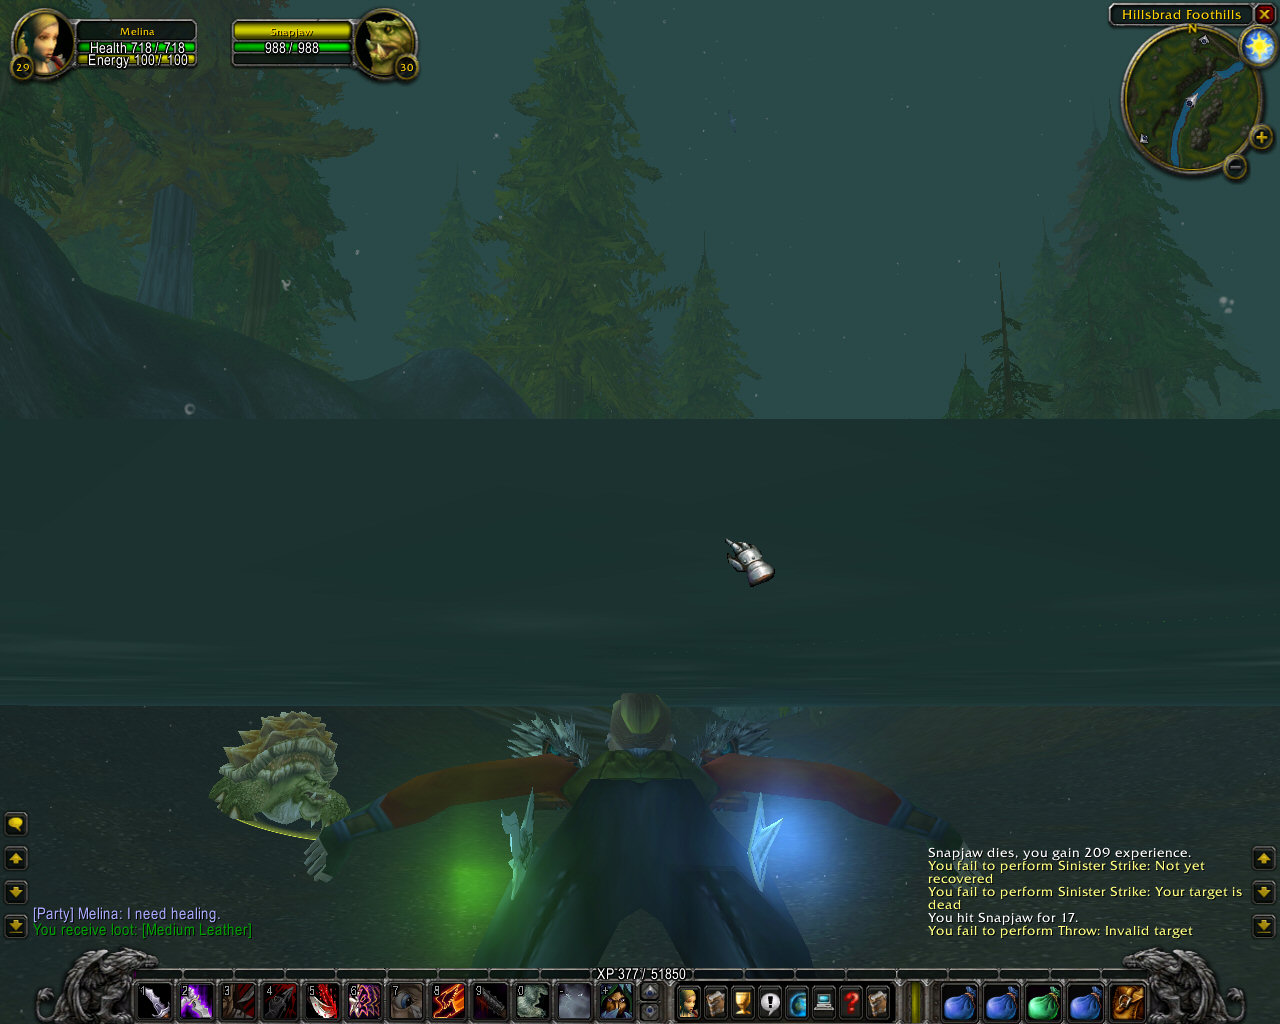 Melina
Health 718 / 718
Energy 100 / 100
29
Snapjaw
988 / 988
30
Hillsbrad Foothills
N
Snapjaw dies, you gain 209 experience.
You fail to perform Sinister Strike: Not yet
recovered
You fail to perform Sinister Strike: Your target is
dead
You hit Snapjaw for 17.
You fail to perform Throw: Invalid target
[Party] Melina: I need healing.
You receive loot: [Medium Leather]
XP 377 / 51850
1 2 3 4 5 6 7 8 9 0 - +